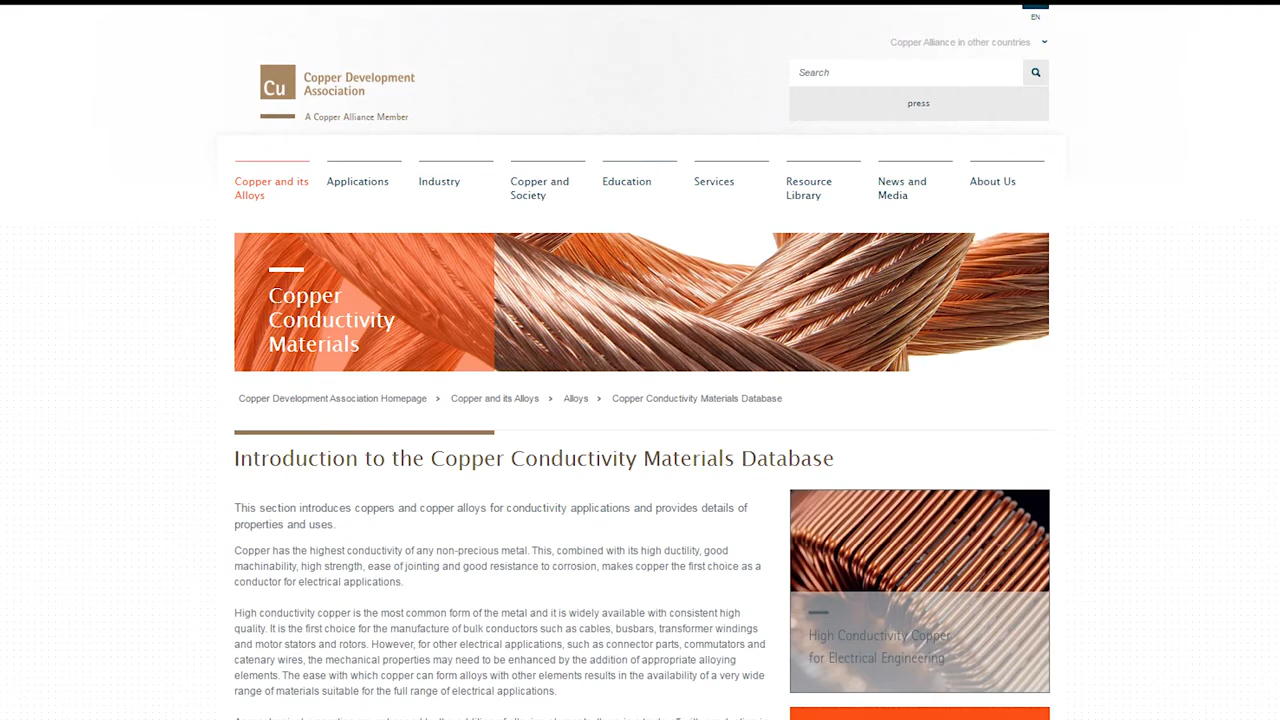 EN
Copper Alliance in other countries
Cu
Copper Development
Association
A Copper Alliance Member
Search
press
Copper and its
Alloys
Applications
Industry
Copper and
Society
Education
Services
Resource
Library
News and
Media
About Us
Copper
Conductivity
Materials
Copper Development Association Homepage > Copper and its Alloys > Alloys > Copper Conductivity Materials Database
Introduction to the Copper Conductivity Materials Database
This section introduces coppers and copper alloys for conductivity applications and provides details of
properties and uses.
Copper has the highest conductivity of any non-precious metal. This, combined with its high ductility, good
machinability, high strength, ease of jointing and good resistance to corrosion, makes copper the first choice as a
conductor for electrical applications.
High conductivity copper is the most common form of the metal and it is widely available with consistent high
quality. It is the first choice for the manufacture of bulk conductors such as cables, busbars, transformer windings
and motor stators and rotors. However, for other electrical applications, such as connector parts, commutators and
catenary wires, the mechanical properties may need to be enhanced by the addition of appropriate alloying
elements. The ease with which copper can form alloys with other elements results in the availability of a very wide
range of materials suitable for the full range of electrical applications.
High Conductivity Copper
for Electrical Engineering